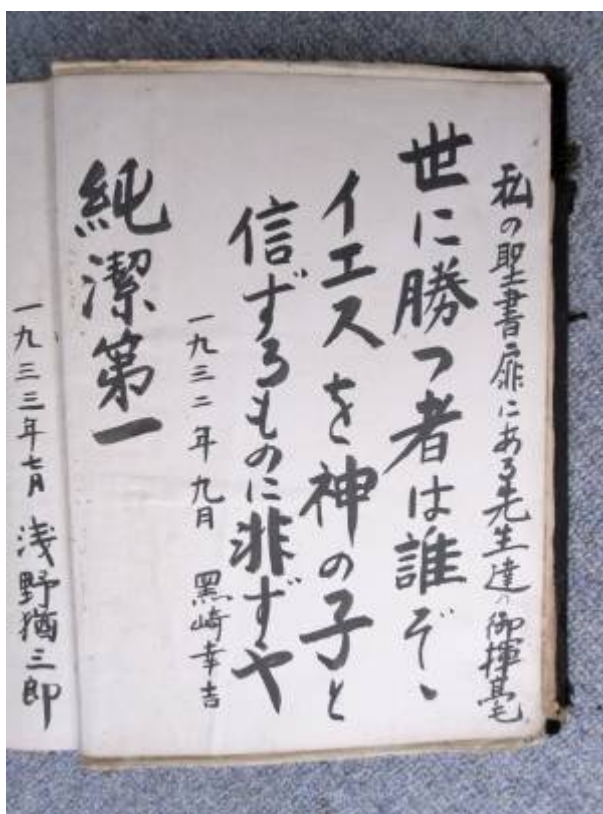 私の聖書扉にある先生達の御揮毫
世に勝つ者は誰ぞ、
イエスを神の子と
信ずるものに非ずや
一九三二年九月 黑崎幸吉
純潔第一
一九三三年七月 浅野猶三郎